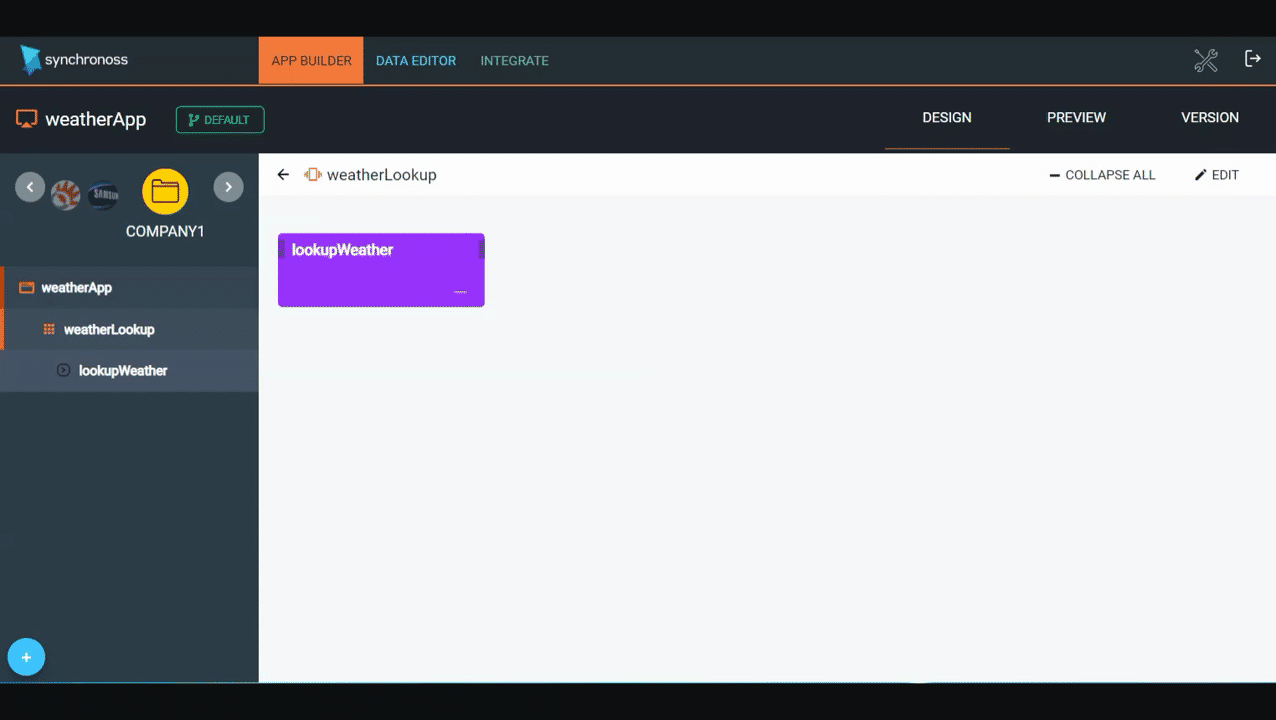 synchronoss
APP BUILDER
DATA EDITOR
INTEGRATE
weatherApp
DEFAULT
DESIGN
PREVIEW
VERSION
SAMSUNG
COMPANY1
weatherLookup
COLLAPSE ALL
EDIT
lookupWeather
weatherApp
weatherLookup
lookupWeather